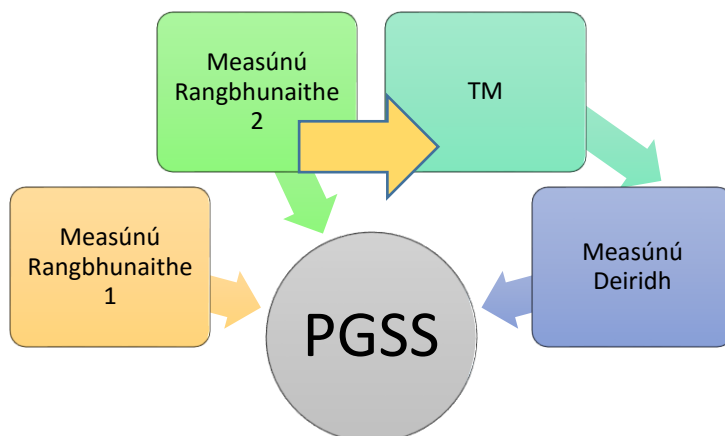 Measúnú
Rangbhunaithe
2
TM
Measúnú
Rangbhunaithe
1
Measúnú
Deiridh
PGSS